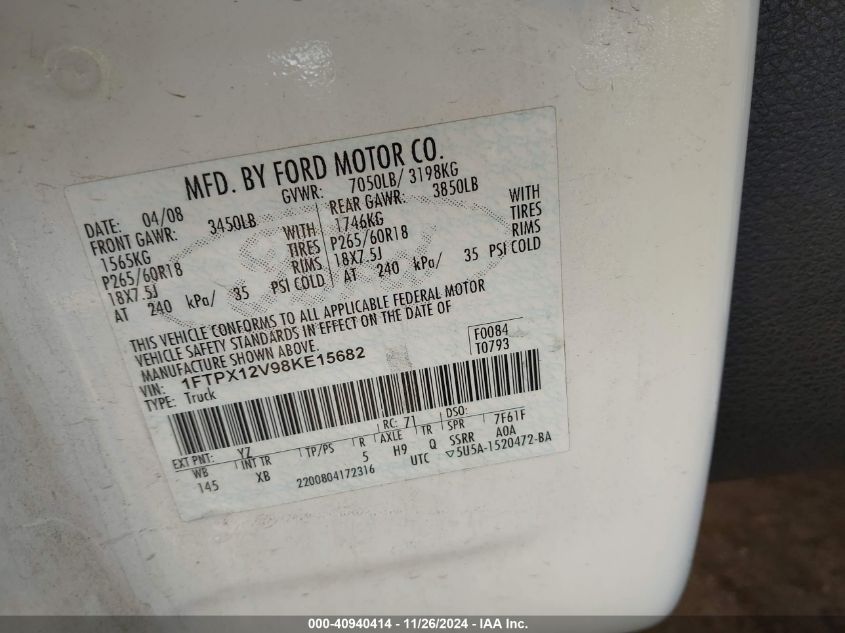 MFD. BY FORD MOTOR CO.
DATE: 04/08 GVWR: 7050LB/ 3198KG
FRONT GAWR: 3450LB REAR GAWR: 3850LB
1565KG WITH 1746KG WITH
P265/60R18 TIRES P265/60R18 TIRES
18X7.5J RIMS 18X7.5J RIMS
AT 240 kPa/ 35 PSI COLD AT 240 kPa/ 35 PSI COLD
THIS VEHICLE CONFORMS TO ALL APPLICABLE FEDERAL MOTOR
VEHICLE SAFETY STANDARDS IN EFFECT ON THE DATE OF
MANUFACTURE SHOWN ABOVE.
VIN: 1FTPX12V98KE15682 F0084
TYPE: Truck T0793
EXT PNT: YZ RC: 71 DSO:
WB INT TR TP/PS R AXLE TR SPR 7F61F
145 XB 5 H9 Q SSRR A0A
2200804172316 UTC ▽5U5A-1520472-BA
000-40940414 - 11/26/2024 - IAA Inc.